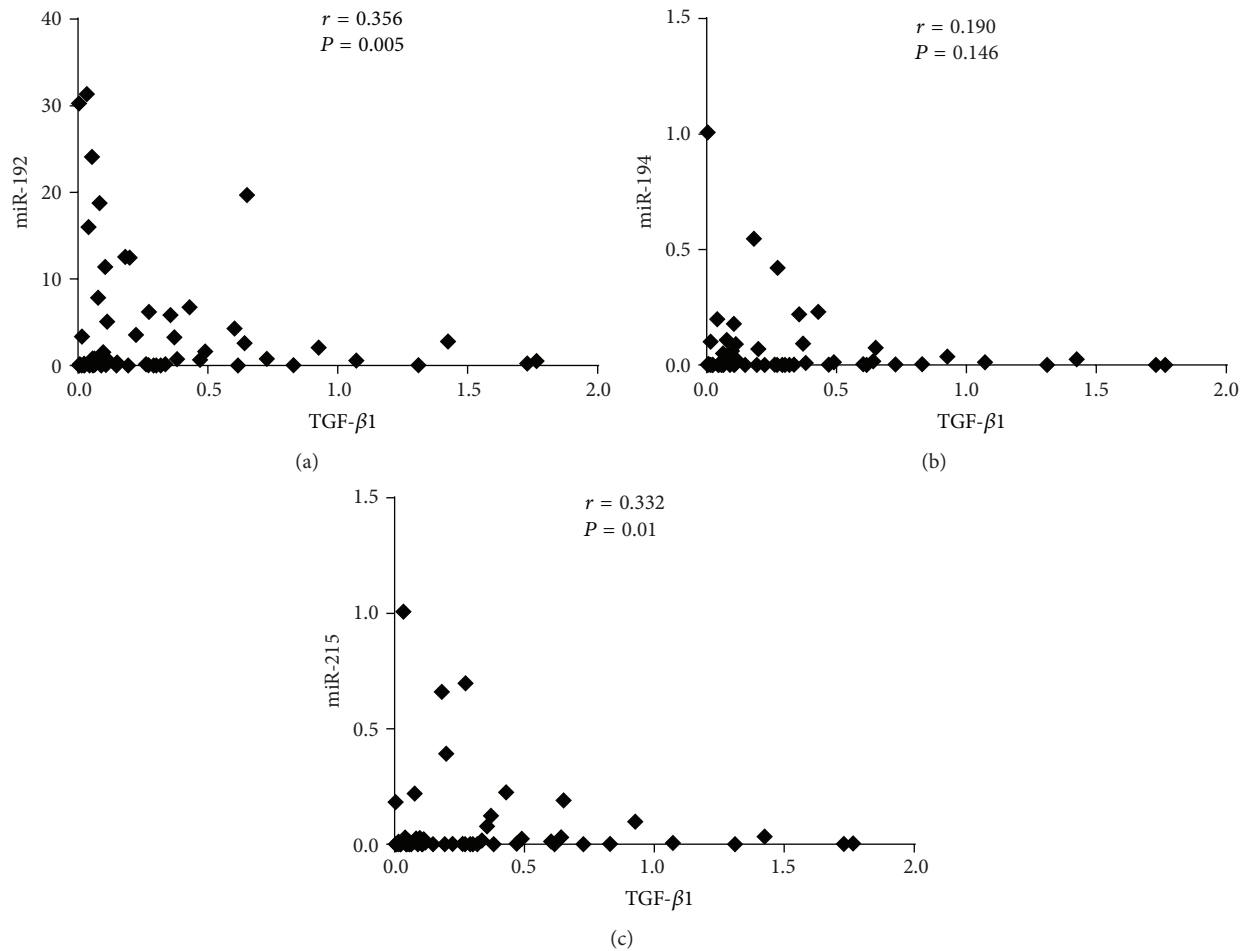 r = 0.356
P = 0.005
40
30
20
10
0
miR-192
0.0 0.5 1.0 1.5 2.0
TGF-β1
(a)
r = 0.190
P = 0.146
1.5
1.0
0.5
0.0
miR-194
0.0 0.5 1.0 1.5 2.0
TGF-β1
(b)
r = 0.332
P = 0.01
1.5
1.0
0.5
0.0
miR-215
0.0 0.5 1.0 1.5 2.0
TGF-β1
(c)